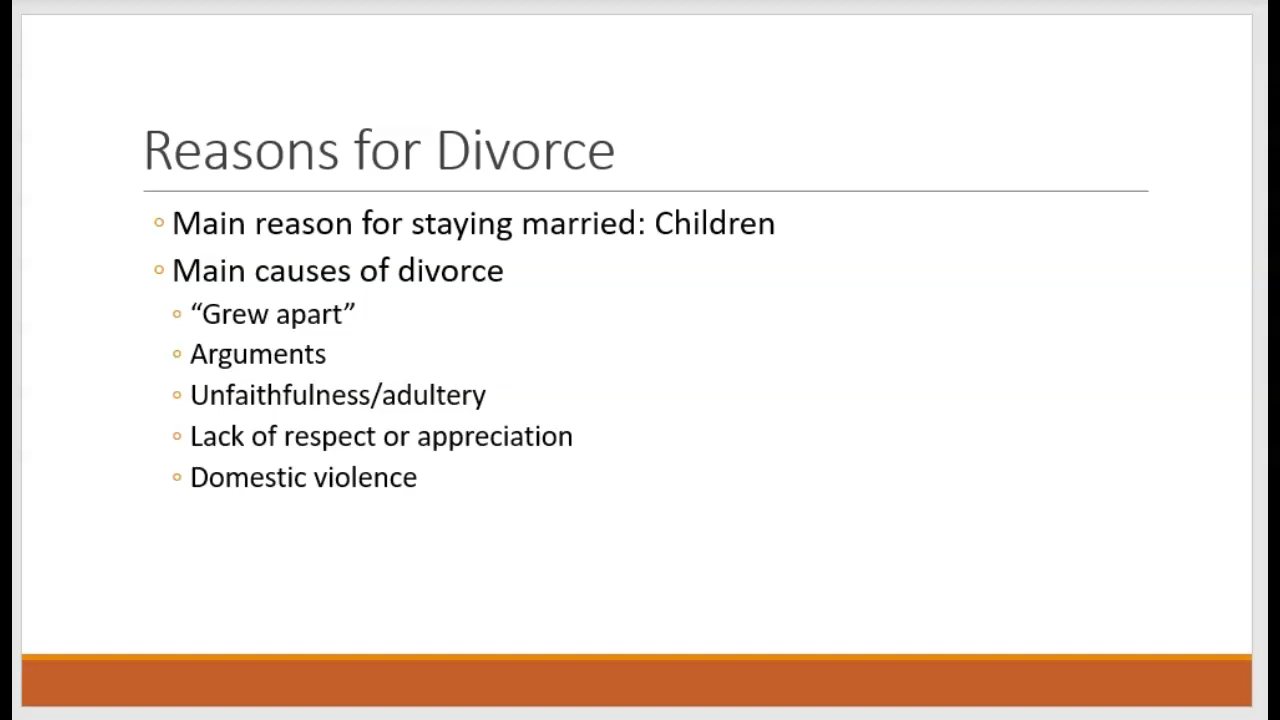 Reasons for Divorce
Main reason for staying married: Children
Main causes of divorce
“Grew apart”
Arguments
Unfaithfulness/adultery
Lack of respect or appreciation
Domestic violence